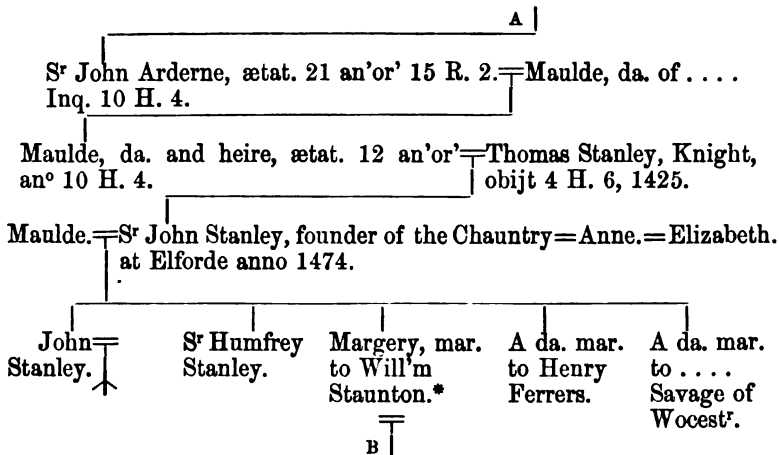 A
Sʳ John Arderne, ætat. 21 an'or' 15 R. 2.=Maulde, da. of . . . .
Inq. 10 H. 4.
Maulde, da. and heire, ætat. 12 an'or'=Thomas Stanley, Knight,
anᵒ 10 H. 4.
obijt 4 H. 6, 1425.
Maulde.=Sʳ John Stanley, founder of the Chauntry=Anne.=Elizabeth.
at Elforde anno 1474.
John=
Stanley.
Sʳ Humfrey
Stanley.
Margery, mar.
to Will'm
Staunton.*
A da. mar.
to Henry
Ferrers.
A da. mar.
to . . . .
Savage of
Wocestʳ.
B